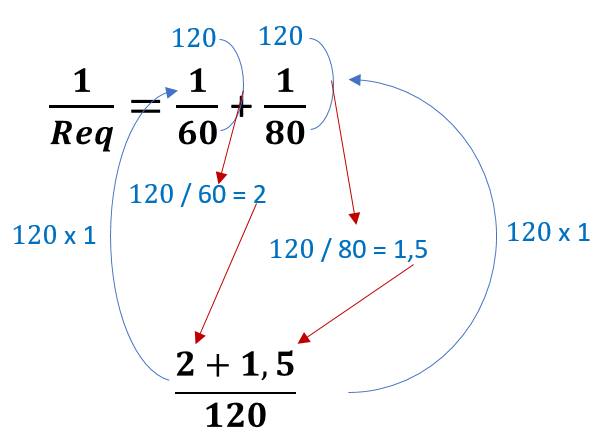 120 120
1/Req = 1/60 + 1/80
120 / 60 = 2
120 x 1
120 / 80 = 1,5
120 x 1
2 + 1,5
120